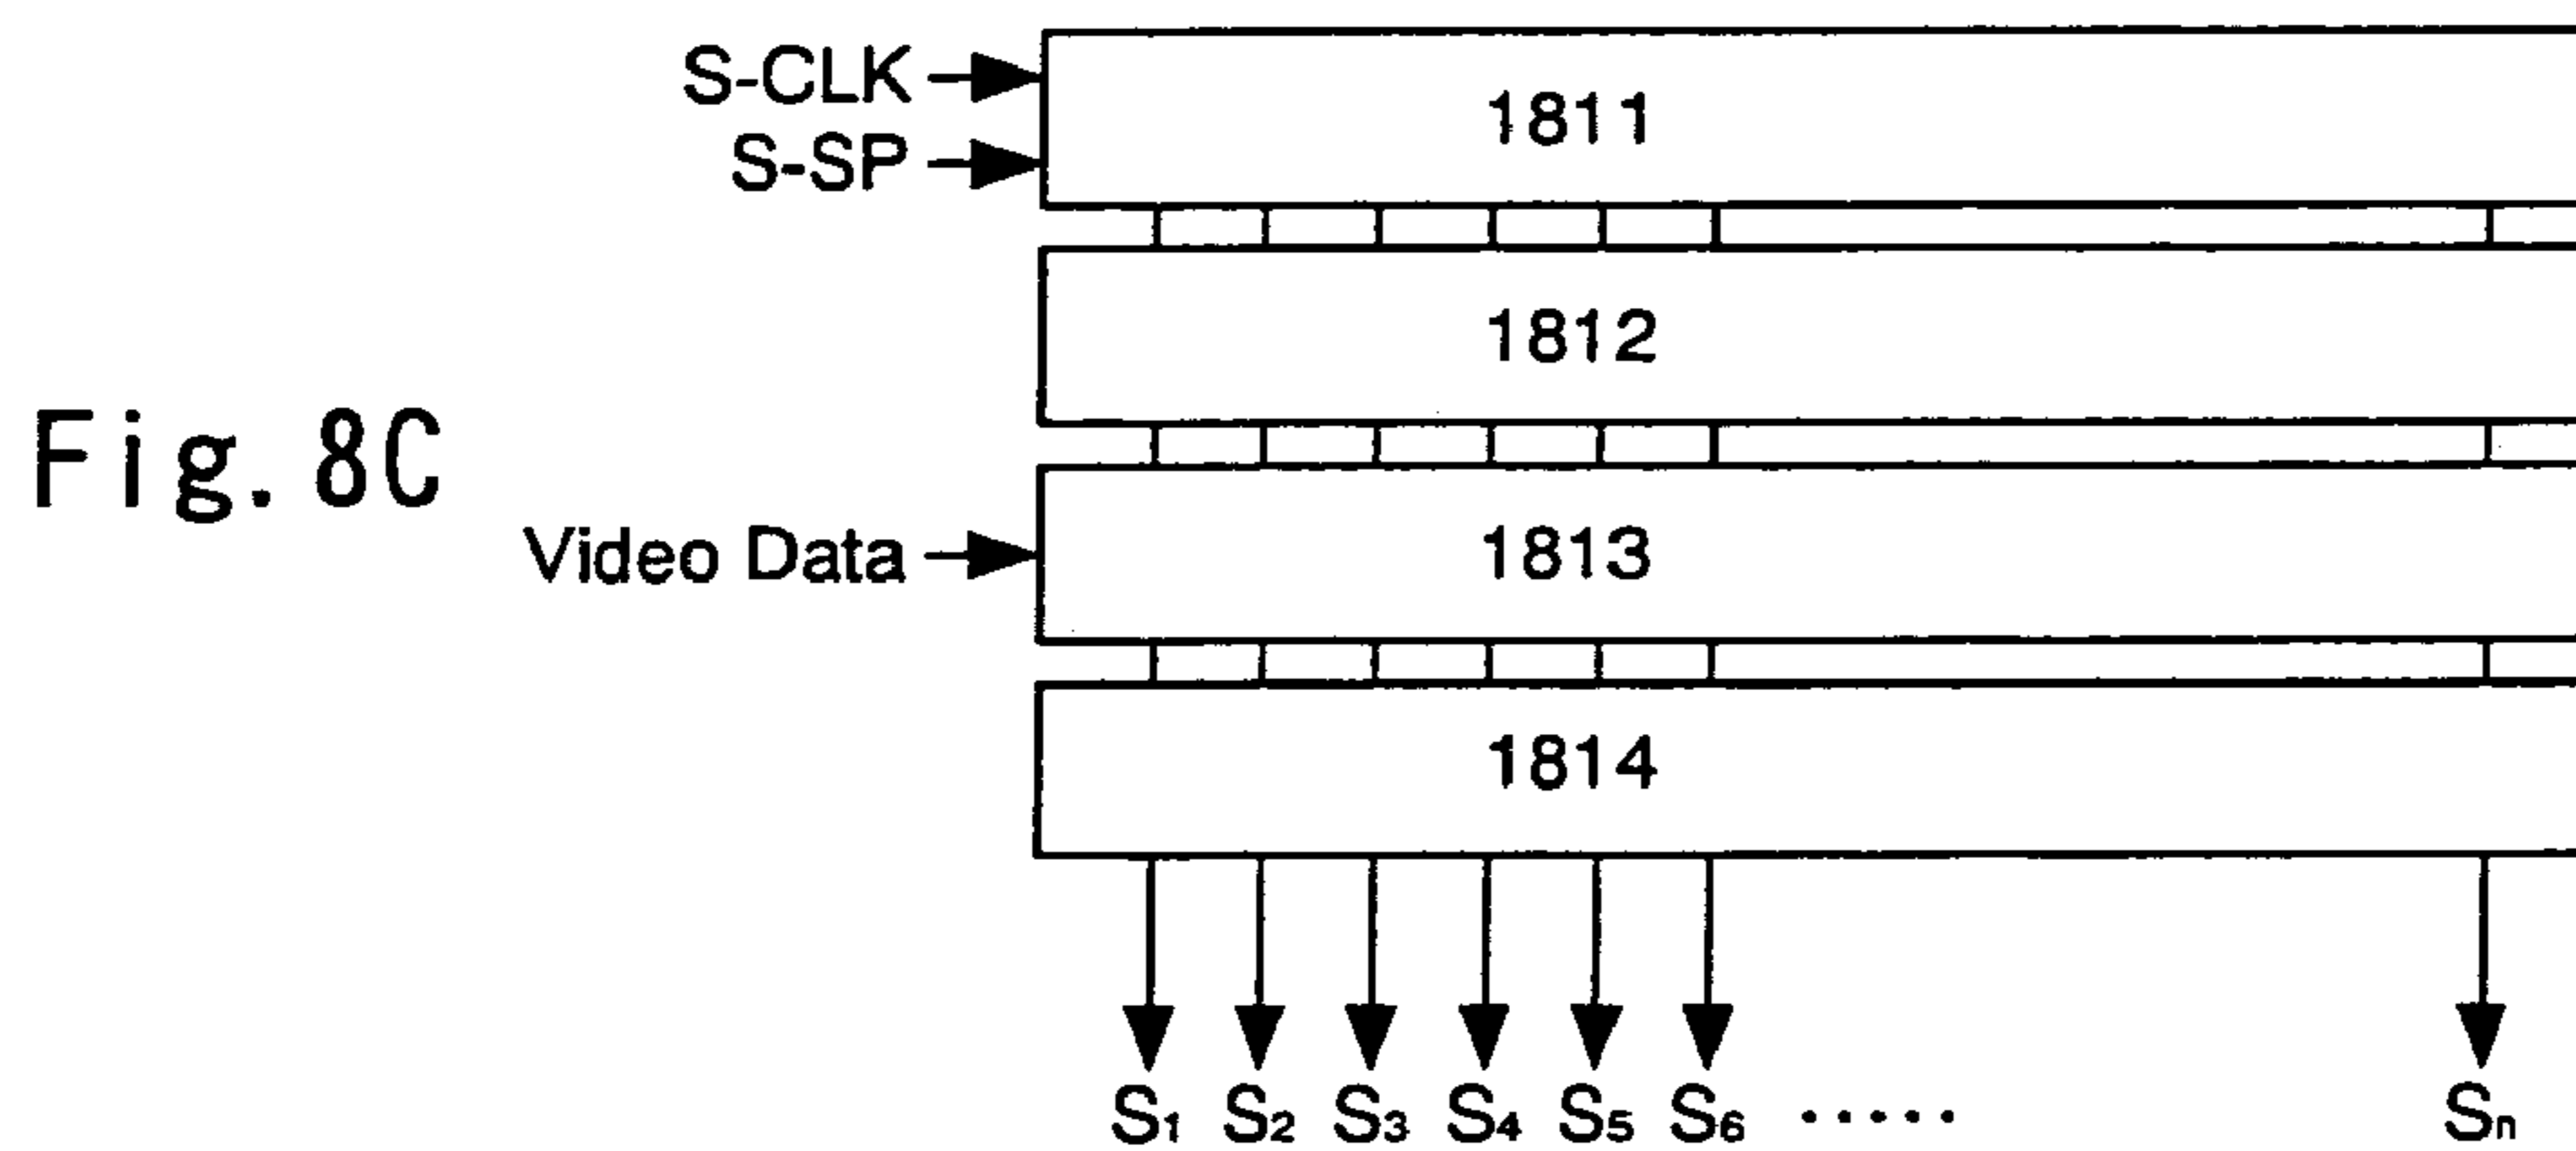 S-CLK
S-SP
1811
1812
Fig. 8C
Video Data
1813
1814
S1 S2 S3 S4 S5 S6 ..... Sn